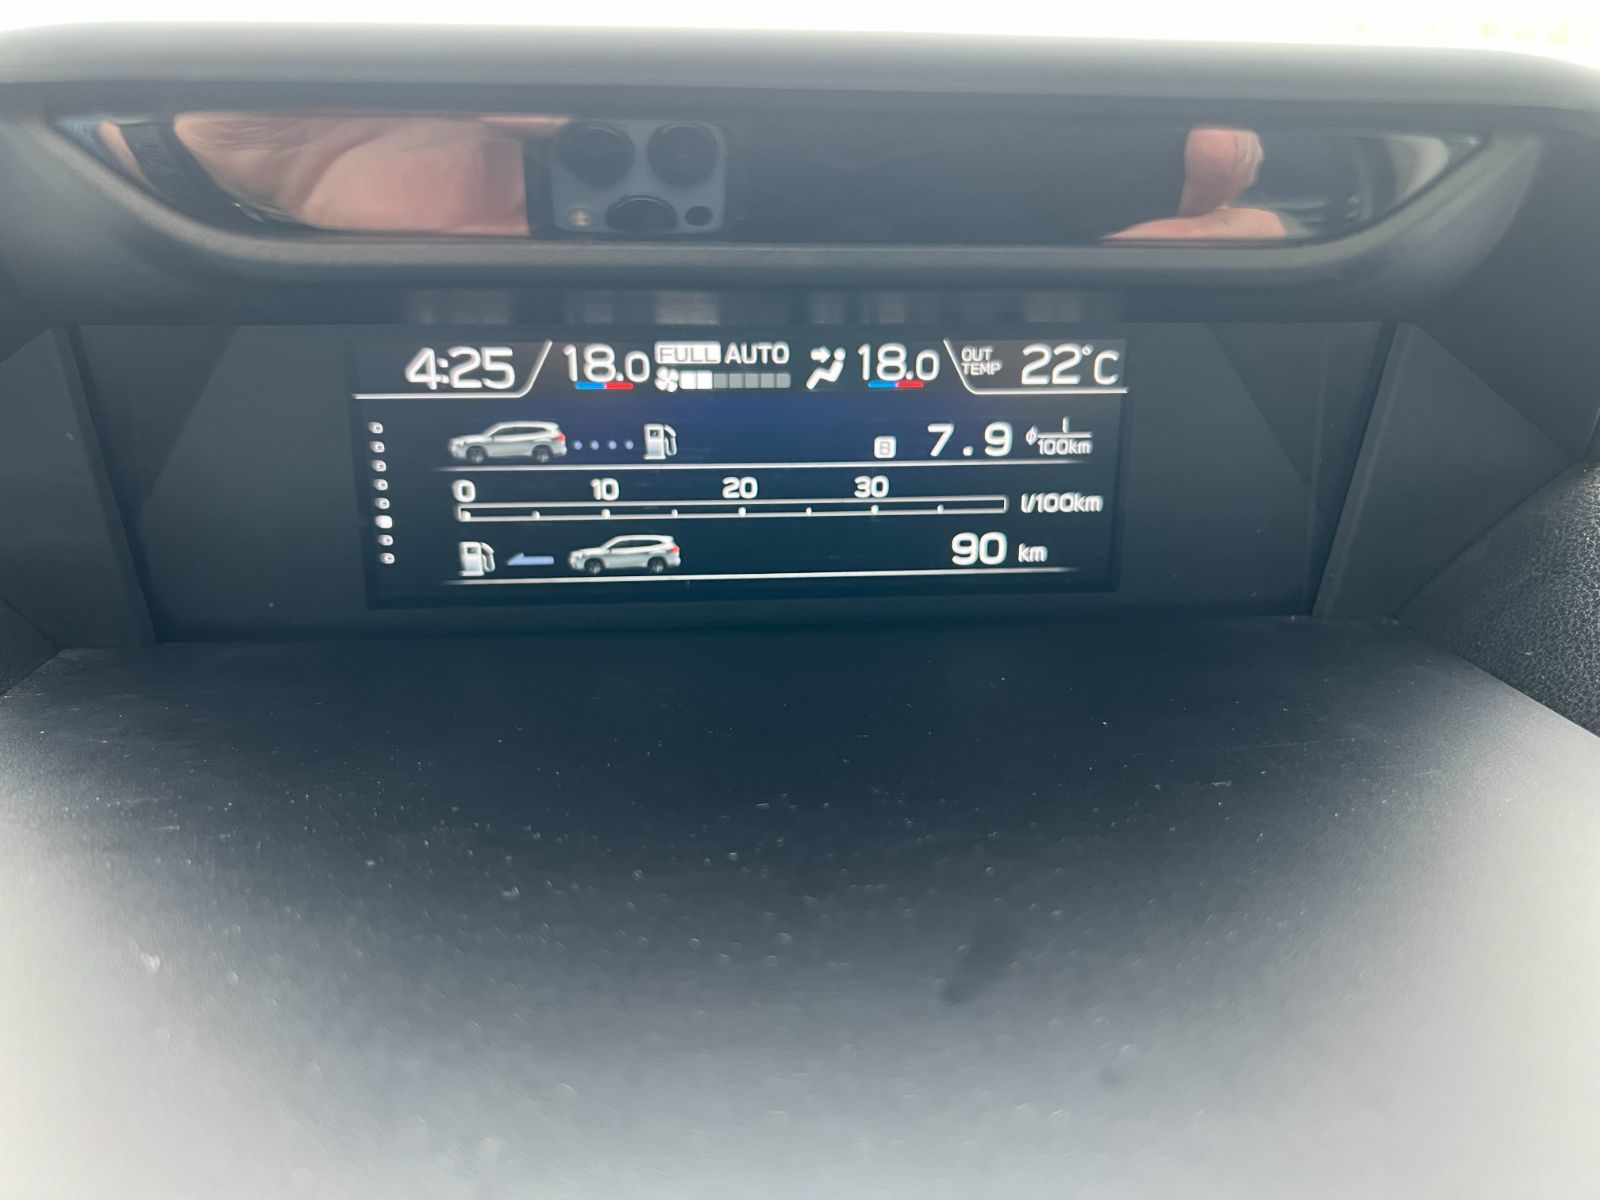 4:25 18.0 FULL AUTO 18.0 OUT TEMP 22°C
B 7.9 ϕ l/100km
0 10 20 30 l/100km
90 km